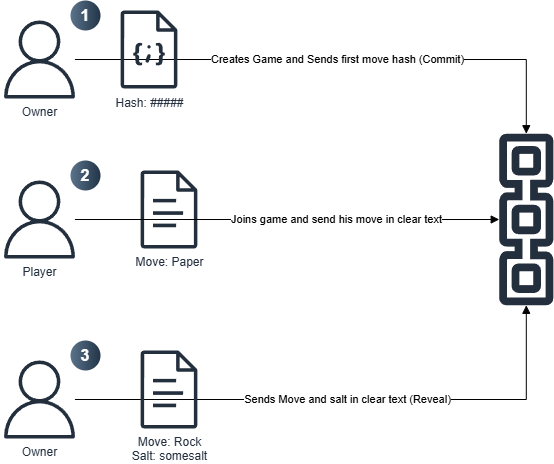 1
{;}
Creates Game and Sends first move hash (Commit)
Hash: #####
Owner
2
Joins game and send his move in clear text
Move: Paper
Player
3
Sends Move and salt in clear text (Reveal)
Move: Rock
Salt: somesalt
Owner